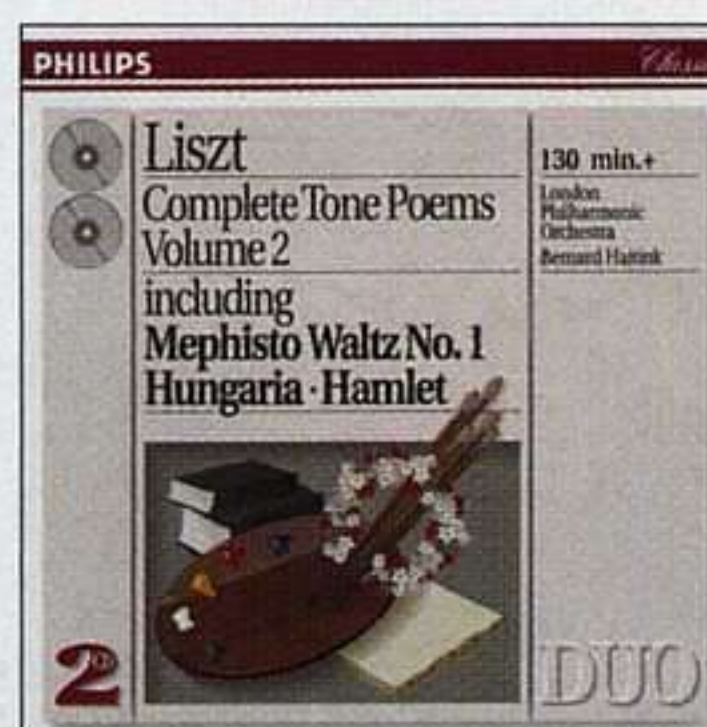 PHILIPS
Liszt
Complete Tone Poems
Volume 2
including
Mephisto Waltz No. 1
Hungaria · Hamlet
130 min.+
London
Philharmonic
Orchestra
Bernard Haitink
2
DUO